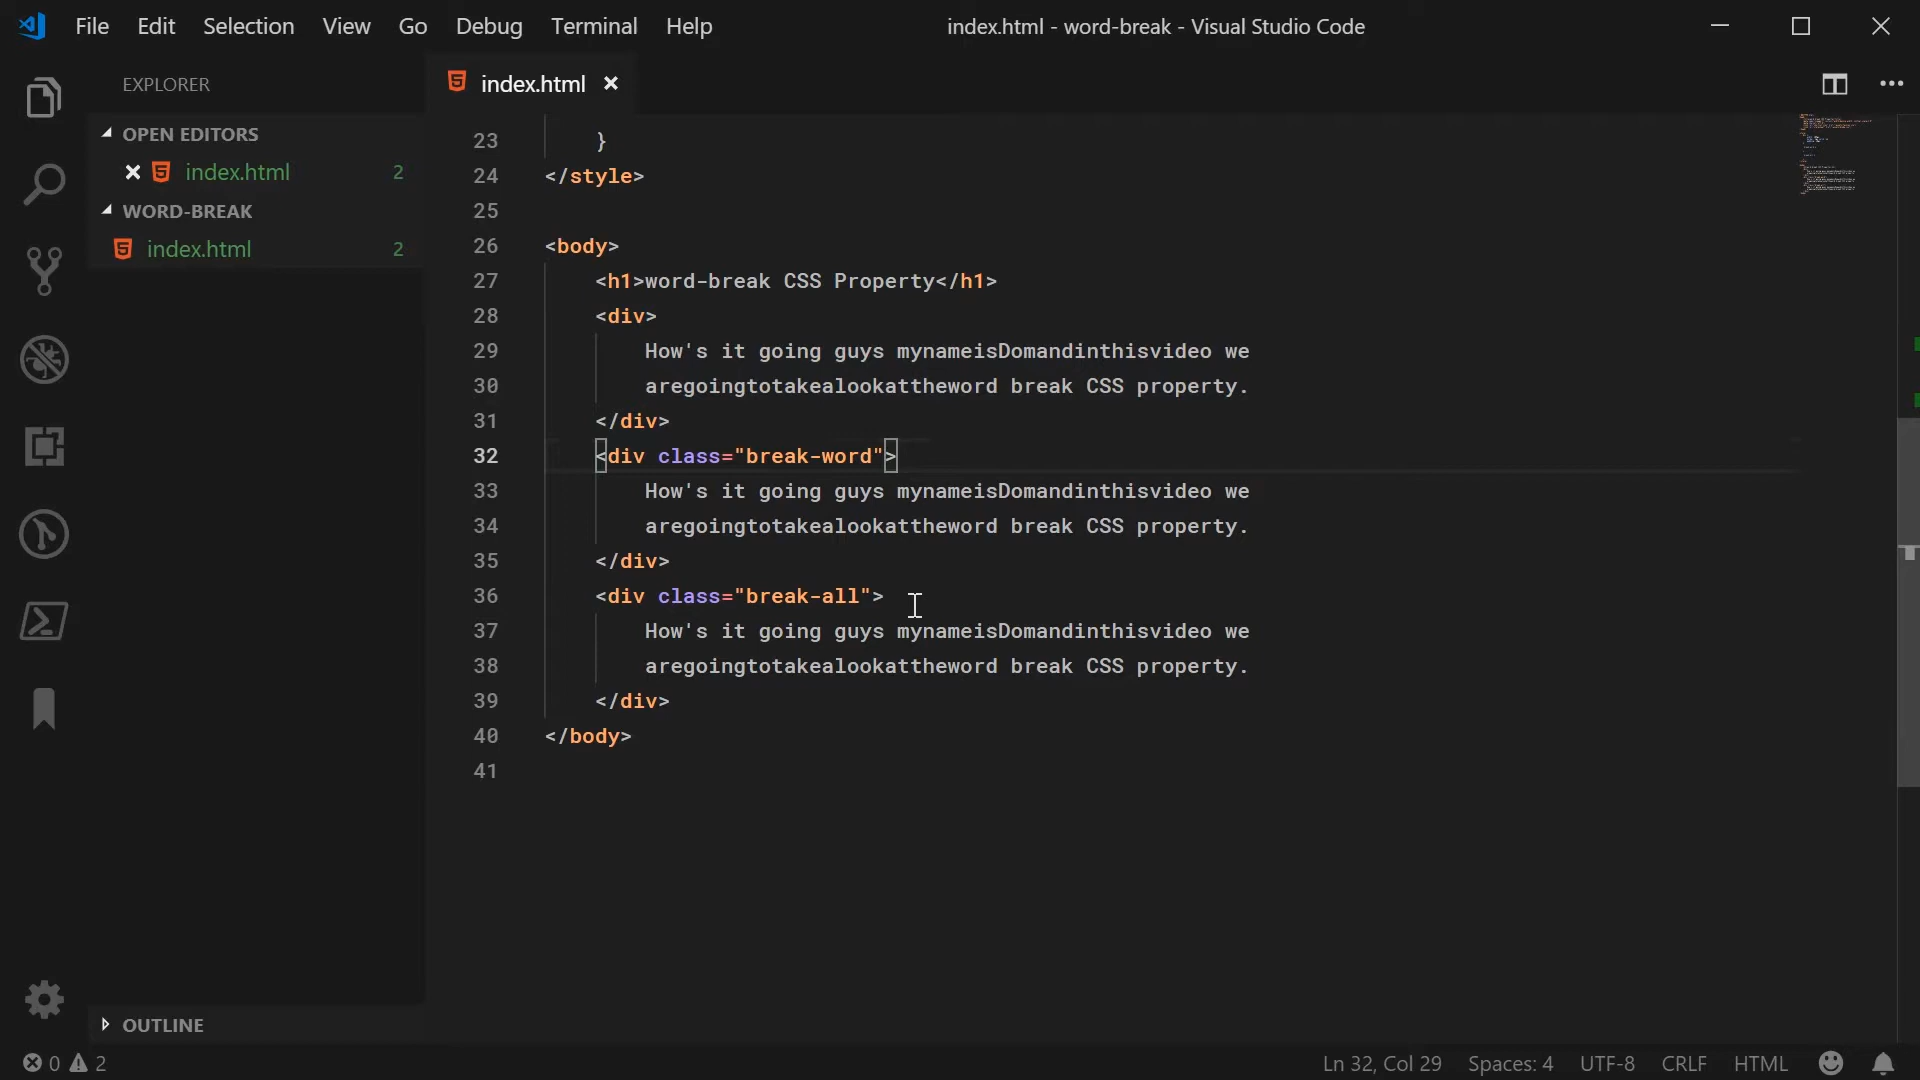 File Edit Selection View Go Debug Terminal Help index.html - word-break - Visual Studio Code
EXPLORER
OPEN EDITORS
index.html 2
WORD-BREAK
index.html 2
OUTLINE
index.html
23 }
24 </style>
25
26 <body>
27 <h1>word-break CSS Property</h1>
28 <div>
29 How's it going guys mynameisDomandinthisvideo we
30 aregoingtotakealookattheword break CSS property.
31 </div>
32 <div class="break-word">
33 How's it going guys mynameisDomandinthisvideo we
34 aregoingtotakealookattheword break CSS property.
35 </div>
36 <div class="break-all">
37 How's it going guys mynameisDomandinthisvideo we
38 aregoingtotakealookattheword break CSS property.
39 </div>
40 </body>
41
0 2 Ln 32, Col 29 Spaces: 4 UTF-8 CRLF HTML